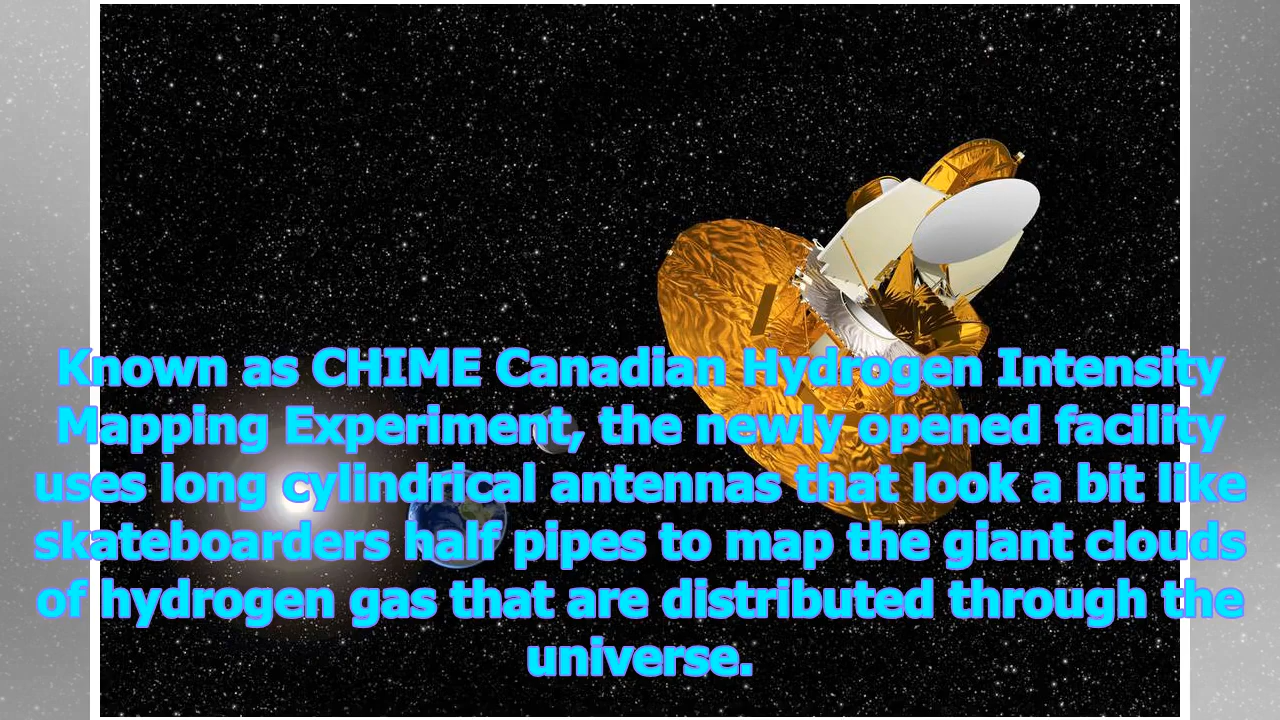 Known as CHIME Canadian Hydrogen Intensity
Mapping Experiment, the newly opened facility
uses long cylindrical antennas that look a bit like
skateboarders half pipes to map the giant clouds
of hydrogen gas that are distributed through the
universe.